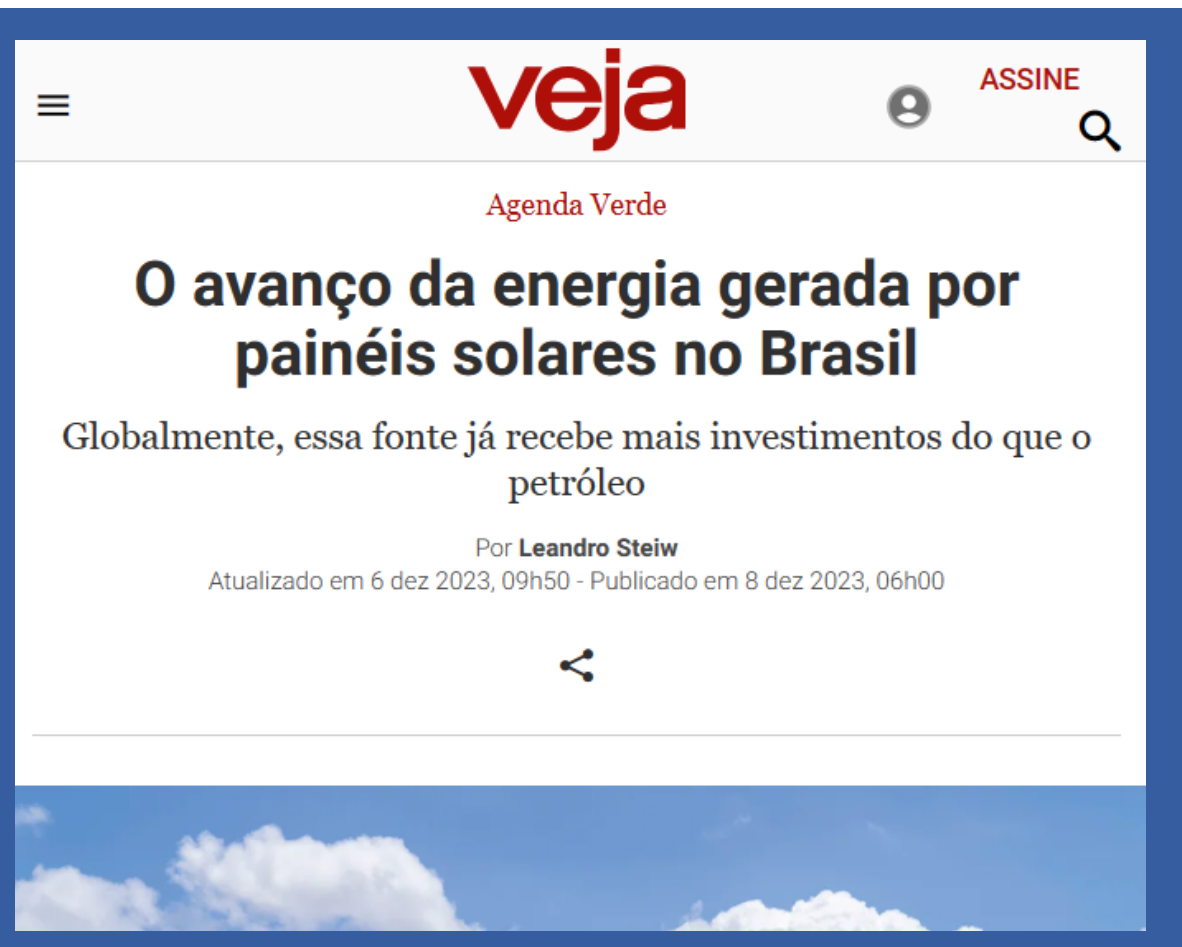 veja
ASSINE
Agenda Verde
O avanço da energia gerada por
painéis solares no Brasil
Globalmente, essa fonte já recebe mais investimentos do que o
petróleo
Por Leandro Steiw
Atualizado em 6 dez 2023, 09h50 - Publicado em 8 dez 2023, 06h00